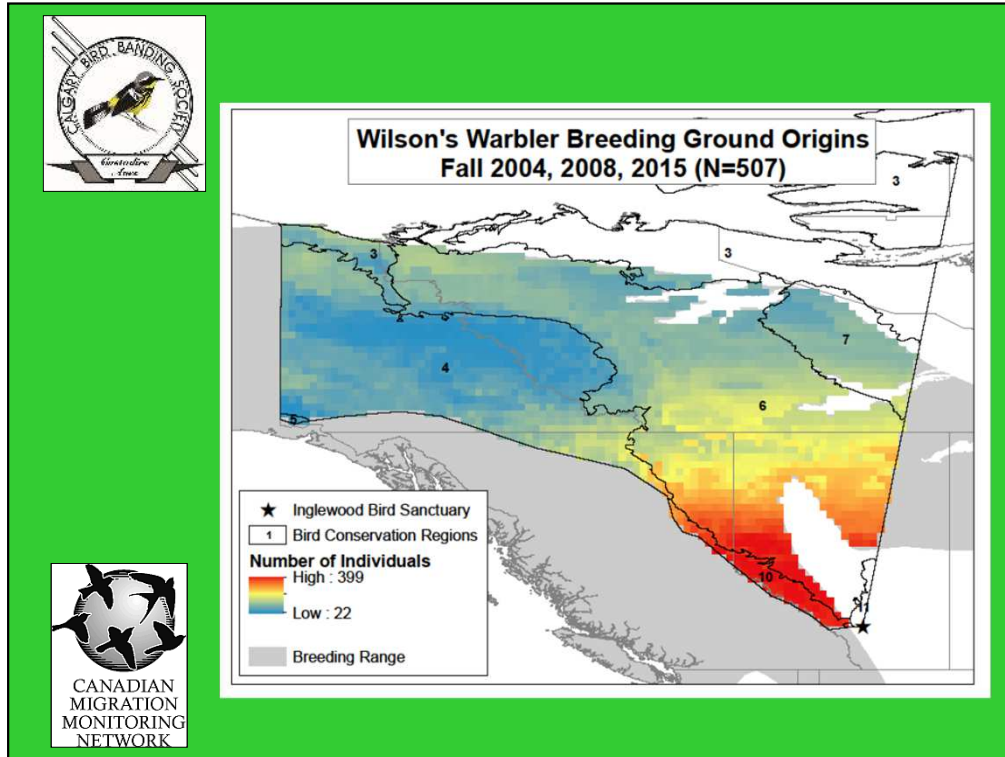 CALGARY BIRD BANDING SOCIETY
Wilson's Warbler Breeding Ground Origins
Fall 2004, 2008, 2015 (N=507)
3
3
3
7
4
6
5
10
11
Inglewood Bird Sanctuary
1 Bird Conservation Regions
Number of Individuals
High : 399
Low : 22
Breeding Range
CANADIAN
MIGRATION
MONITORING
NETWORK